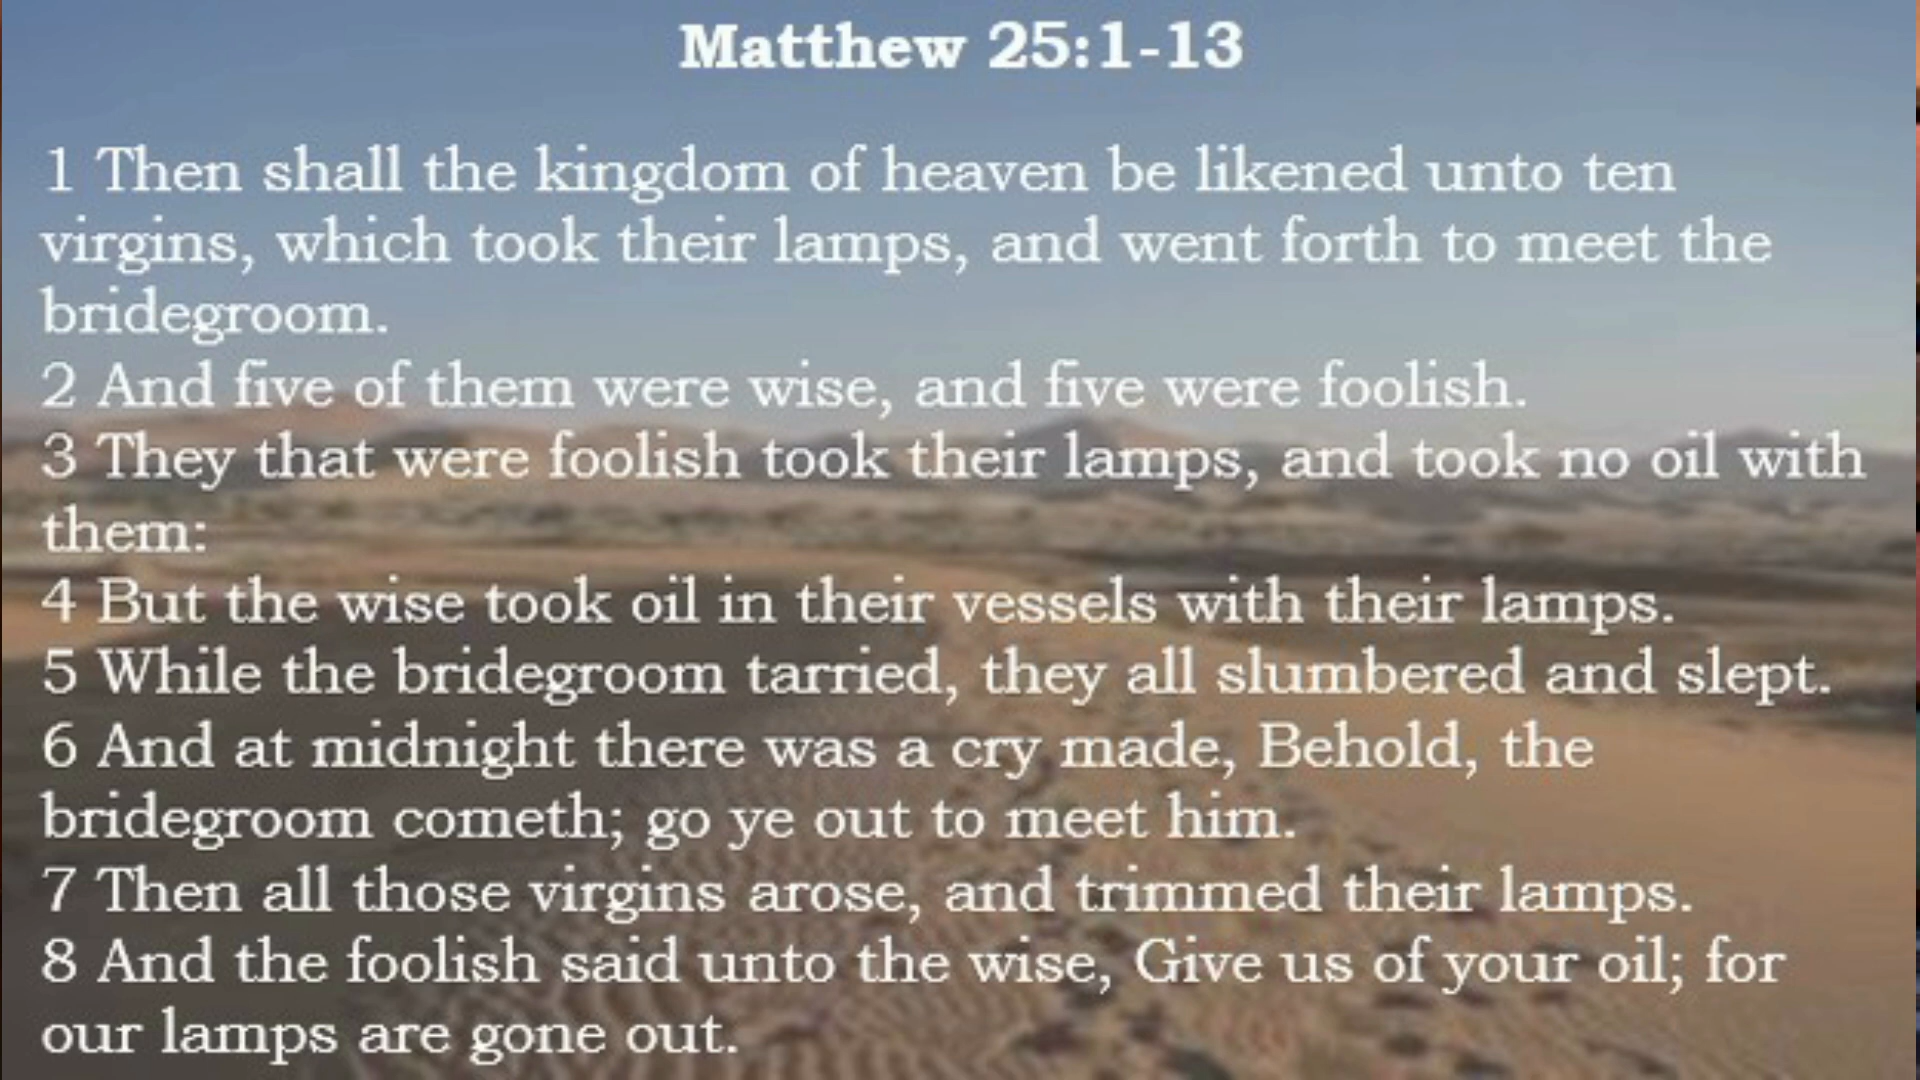 Matthew 25:1-13
1 Then shall the kingdom of heaven be likened unto ten
virgins, which took their lamps, and went forth to meet the
bridegroom.
2 And five of them were wise, and five were foolish.
3 They that were foolish took their lamps, and took no oil with
them:
4 But the wise took oil in their vessels with their lamps.
5 While the bridegroom tarried, they all slumbered and slept.
6 And at midnight there was a cry made, Behold, the
bridegroom cometh; go ye out to meet him.
7 Then all those virgins arose, and trimmed their lamps.
8 And the foolish said unto the wise, Give us of your oil; for
our lamps are gone out.